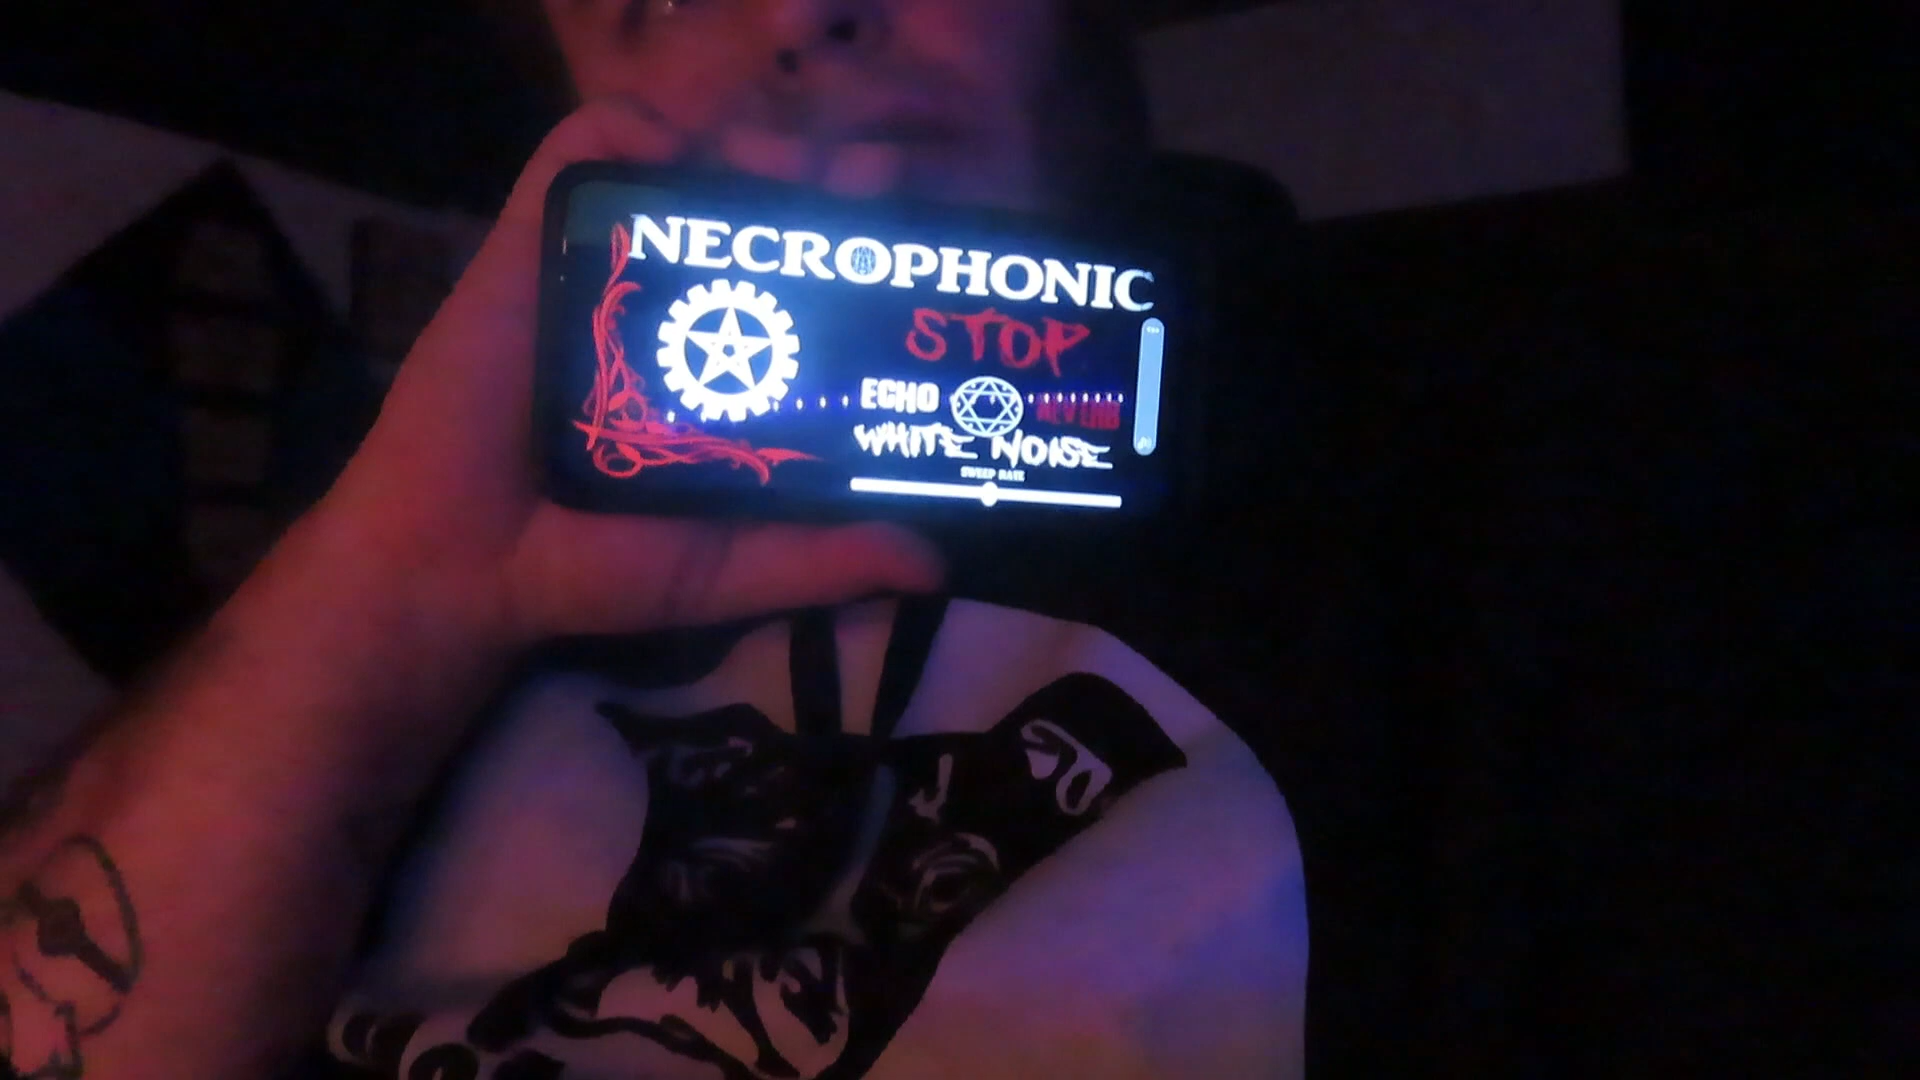 NECROPHONIC
STOP
ECHO REVERB
WHITE NOISE
SWEEP RATE